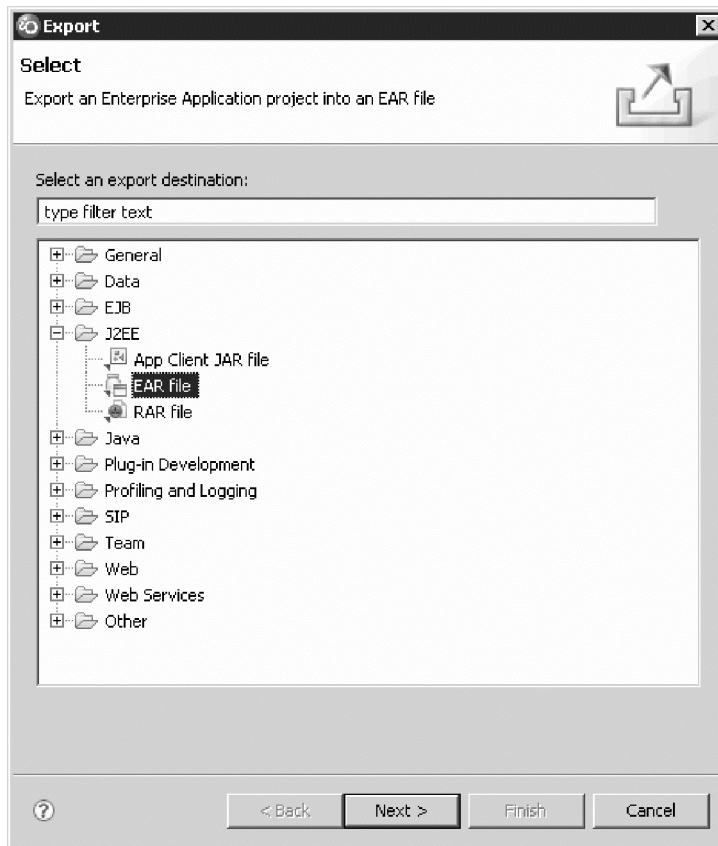 Export
Select
Export an Enterprise Application project into an EAR file
Select an export destination:
type filter text
General
Data
EJB
J2EE
App Client JAR file
EAR file
RAR file
Java
Plug-in Development
Profiling and Logging
SIP
Team
Web
Web Services
Other
? < Back Next > Finish Cancel